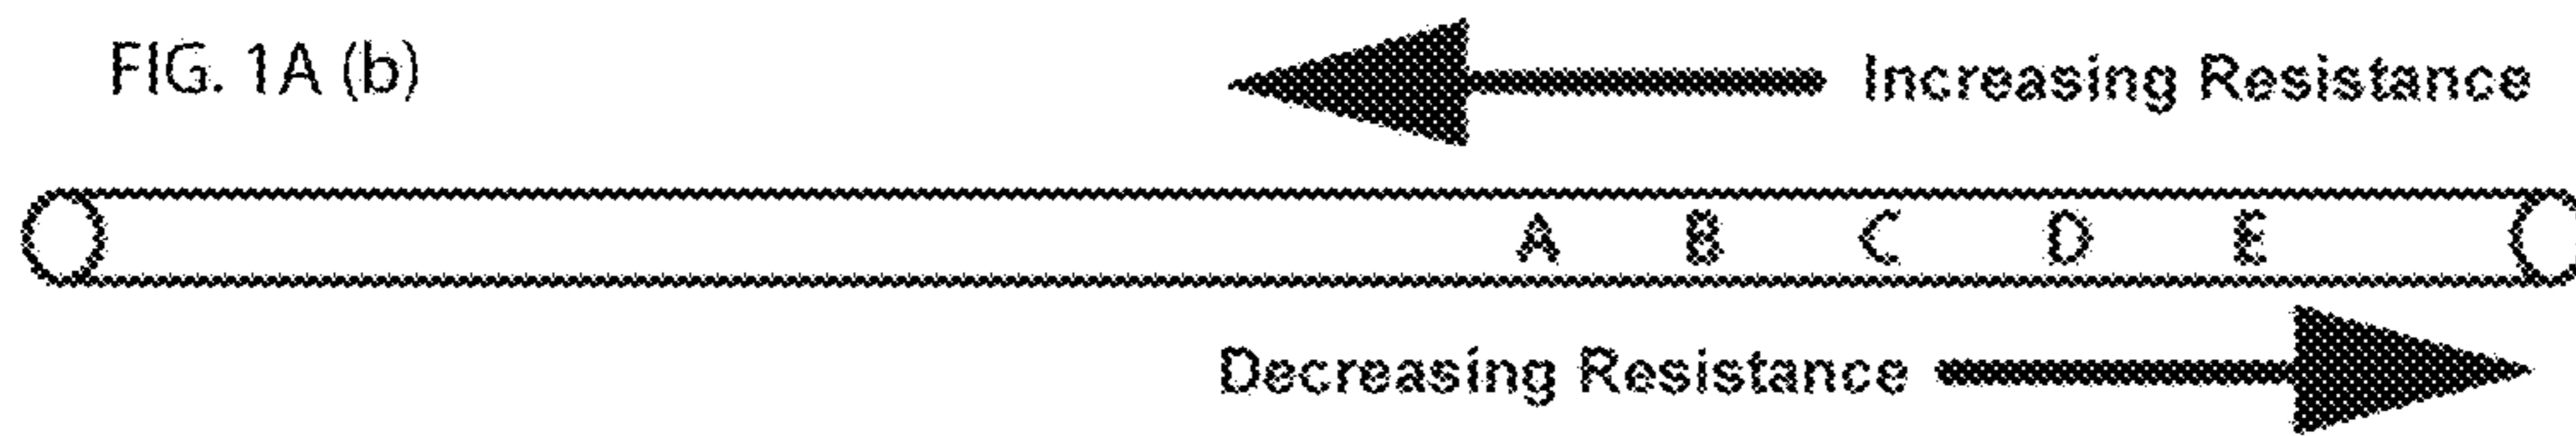 FIG. 1A (b)
Increasing Resistance
A B C D E
Decreasing Resistance